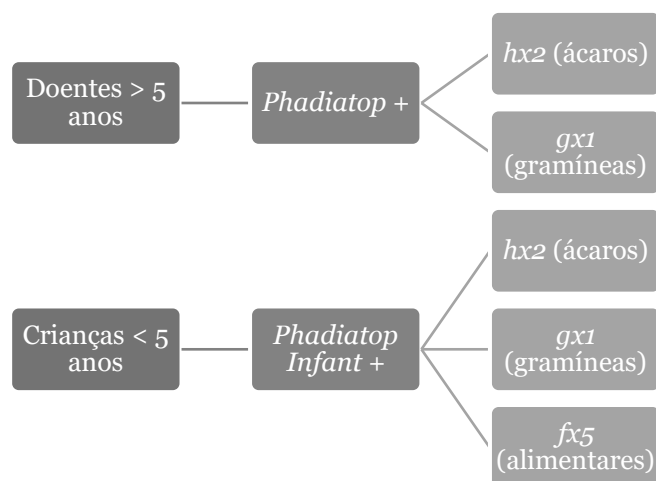 Doentes > 5
anos
Phadiatop +
hx2 (ácaros)
gx1
(gramíneas)
Crianças < 5
anos
Phadiatop
Infant +
hx2 (ácaros)
gx1
(gramíneas)
fx5
(alimentares)